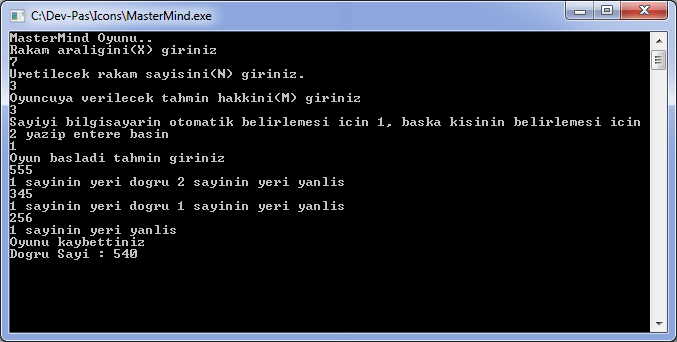 C:\Dev-Pas\Icons\MasterMind.exe
MasterMind Oyunu..
Rakam araligini(X) giriniz
7
Uretilecek rakam sayisini(N) giriniz.
3
Oyuncuya verilecek tahmin hakkini(M) giriniz
3
Sayiyi bilgisayarin otomatik belirlemesi icin 1, baska kisinin belirlemesi icin
2 yazip entere basin
1
Oyun basladi tahmin giriniz
555
1 sayinin yeri dogru 2 sayinin yeri yanlis
345
1 sayinin yeri dogru 1 sayinin yeri yanlis
256
1 sayinin yeri yanlis
Oyunu kaybettiniz
Dogru Sayi : 540